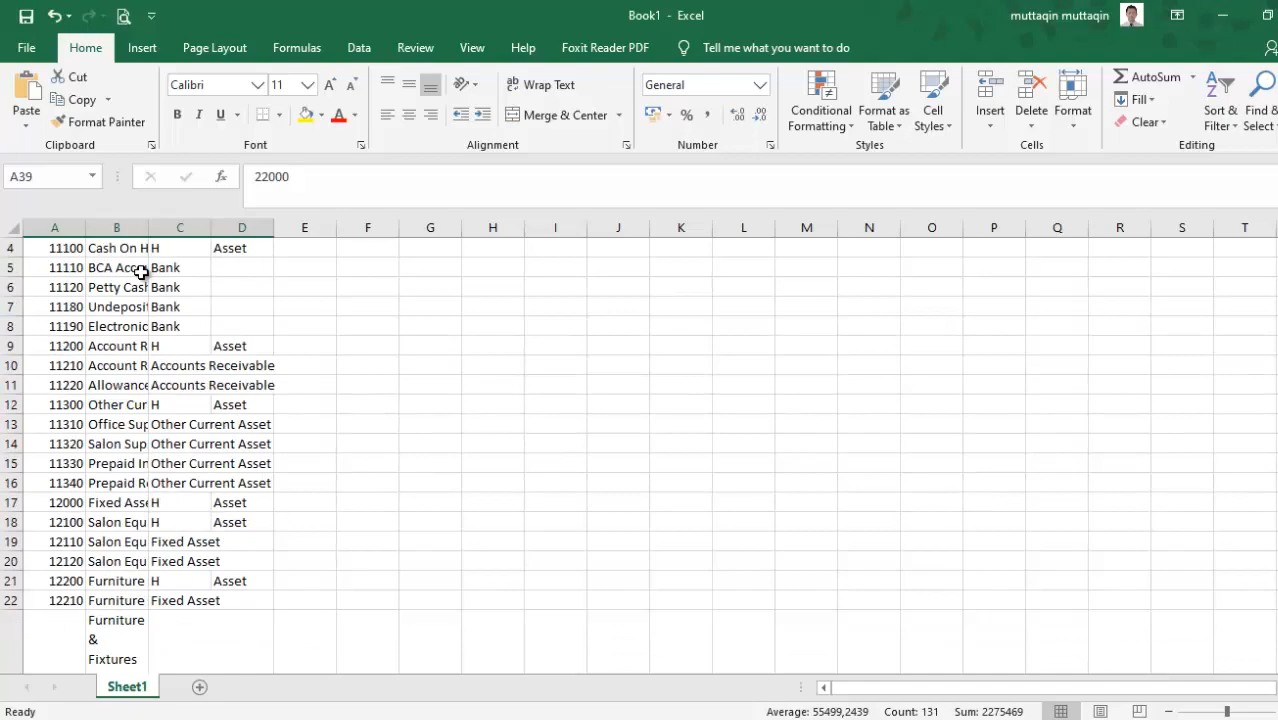 Book1 - Excel
muttaqin muttaqin
File Home Insert Page Layout Formulas Data Review View Help Foxit Reader PDF Tell me what you want to do
Paste
Cut
Copy
Format Painter
Clipboard
Calibri 11 A A
B I U A
Font
Wrap Text
Merge & Center
Alignment
General
% ,
Number
Conditional Formatting
Format as Table
Cell Styles
Styles
Insert
Delete
Format
Cells
AutoSum
Fill
Clear
Sort & Filter
Find &
Selec
Editing
A39 fx 22000
A B C D E F G H I J K L M N O P Q R S T
4 11100 Cash On H H Asset
5 11110 BCA Acco Bank
6 11120 Petty Cash Bank
7 11180 Undeposit Bank
8 11190 Electronic Bank
9 11200 Account R H Asset
10 11210 Account R Accounts Receivable
11 11220 Allowance Accounts Receivable
12 11300 Other Cur H Asset
13 11310 Office Sup Other Current Asset
14 11320 Salon Sup Other Current Asset
15 11330 Prepaid In Other Current Asset
16 11340 Prepaid Re Other Current Asset
17 12000 Fixed Asse H Asset
18 12100 Salon Equ H Asset
19 12110 Salon Equ Fixed Asset
20 12120 Salon Equ Fixed Asset
21 12200 Furniture H Asset
22 12210 Furniture Fixed Asset
Furniture
&
Fixtures
Sheet1
Ready
Average: 55499,2439 Count: 131 Sum: 2275469